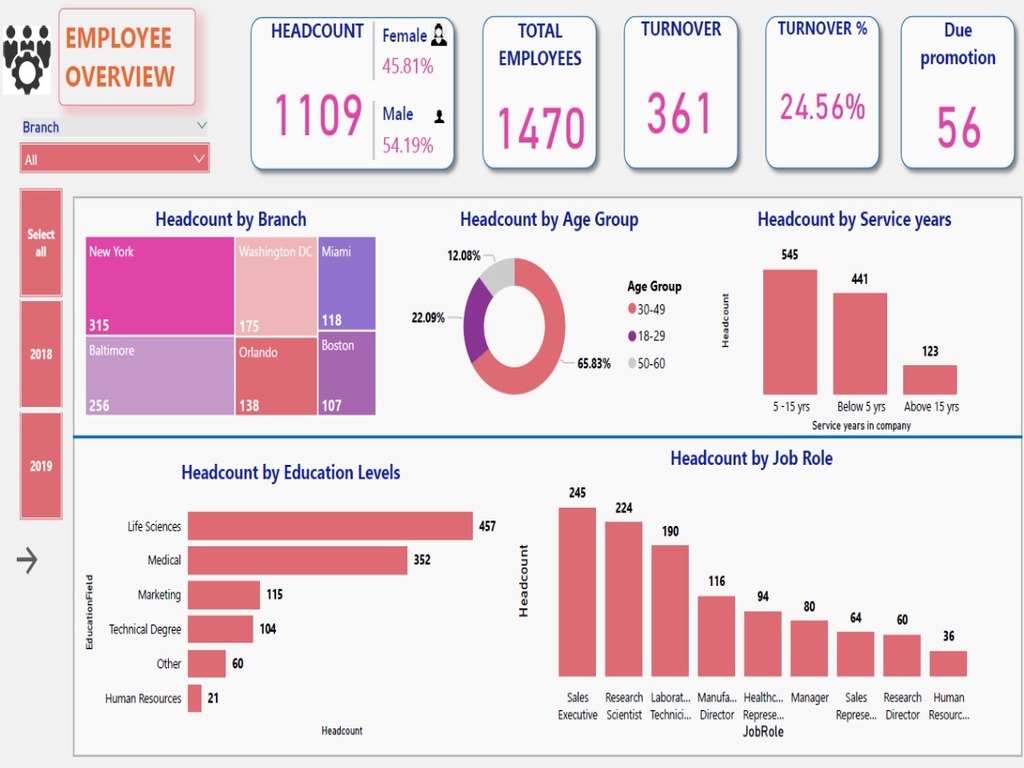 EMPLOYEE
OVERVIEW
Branch
All
HEADCOUNT
1109
Female
45.81%
Male
54.19%
TOTAL
EMPLOYEES
1470
TURNOVER
361
TURNOVER %
24.56%
Due
promotion
56
Select
all
2018
2019
Headcount by Branch
New York
315
Washington DC
175
Miami
118
Baltimore
256
Orlando
138
Boston
107
Headcount by Age Group
12.08%
22.09%
65.83%
Age Group
30-49
18-29
50-60
Headcount by Service years
Headcount
545
441
123
5 -15 yrs
Below 5 yrs
Above 15 yrs
Service years in company
Headcount by Education Levels
EducationField
Life Sciences
457
Medical
352
Marketing
115
Technical Degree
104
Other
60
Human Resources
21
Headcount
Headcount by Job Role
Headcount
245
224
190
116
94
80
64
60
36
Sales
Executive
Research
Scientist
Laborat...
Technici...
Manufa...
Director
Healthc...
Represe...
Manager
Sales
Represe...
Research
Director
Human
Resourc...
JobRole